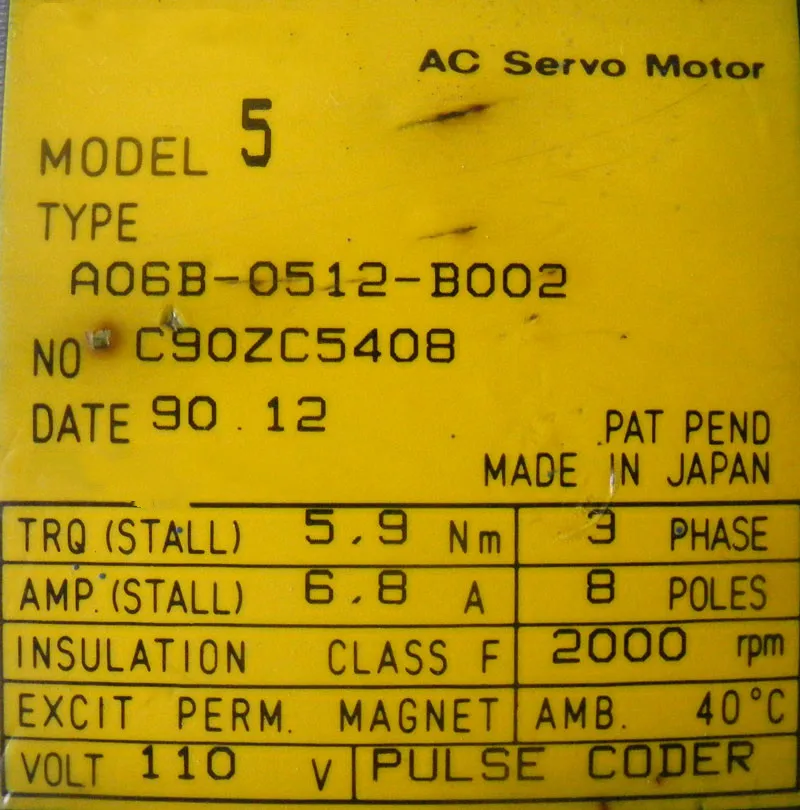 AC Servo Motor
MODEL 5
TYPE
A06B-0512-B002
NO C90ZC5408
DATE 90.12
PAT PEND
MADE IN JAPAN
TRQ (STALL) 5.9 Nm 3 PHASE
AMP. (STALL) 6.8 A 8 POLES
INSULATION CLASS F 2000 rpm
EXCIT PERM. MAGNET AMB. 40°C
VOLT 110 V PULSE CODER